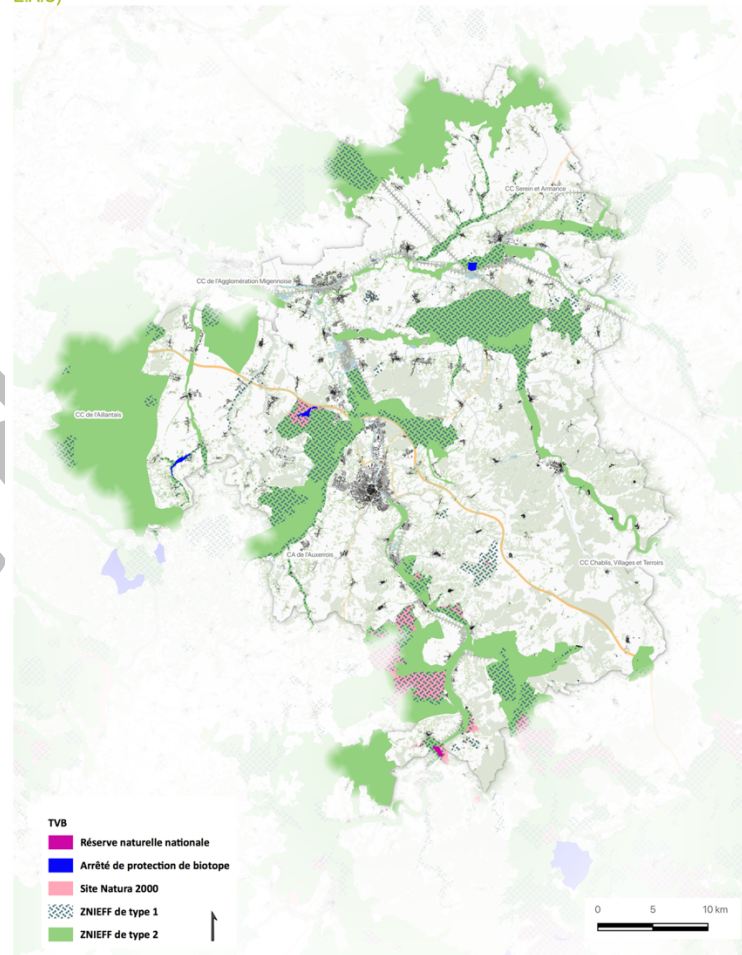 CC Serein et Armance
CC de l'Agglomération Migennoise
CC de l'Aillantais
CA de l'Auxerrois
CC Chablis, Villages et Terroirs
TVB
Réserve naturelle nationale
Arrêté de protection de biotope
Site Natura 2000
ZNIEFF de type 1
ZNIEFF de type 2
0 5 10 km